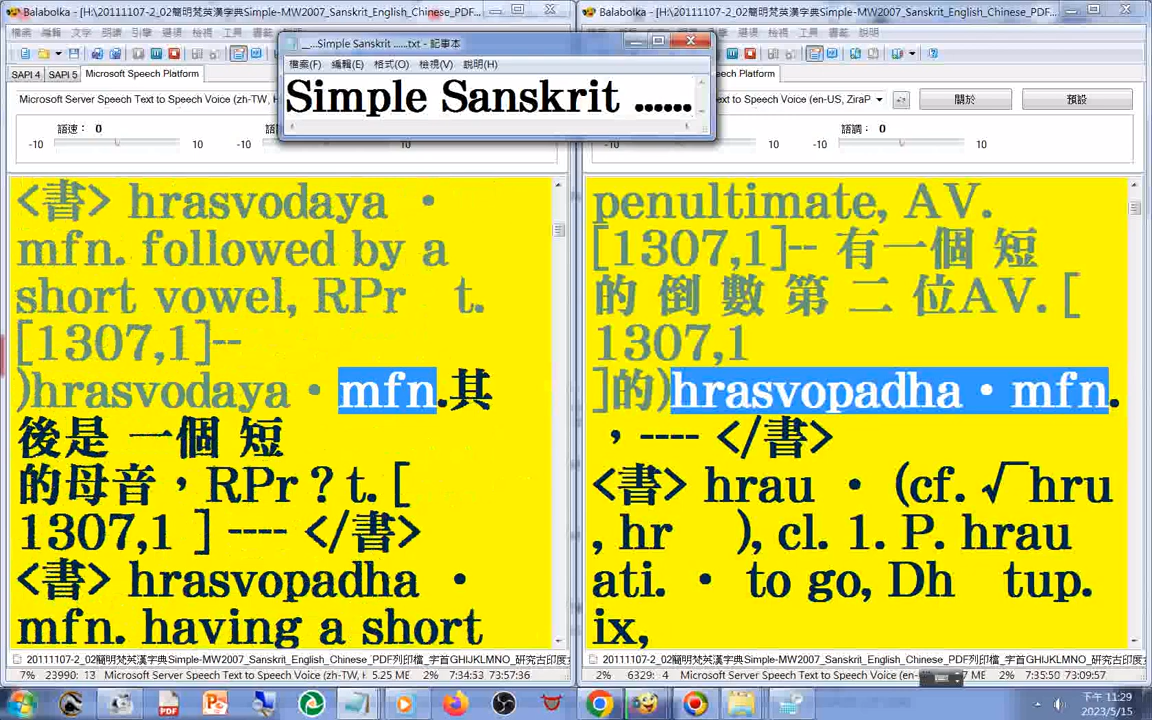 Balabolka - [H:\20111107-2_02簡明梵英漢字典Simple-MW2007_Sanskrit_English_Chinese_PDF...
Balabolka - [H:\20111107-2_02簡明梵英漢字典Simple-MW2007_Sanskrit_English_Chinese_PDF...
__...Simple Sanskrit ......txt - 記事本
檔案(F) 編輯(E) 格式(O) 檢視(V) 說明(H)
Simple Sanskrit ......
SAPI 4 SAPI 5 Microsoft Speech Platform
Microsoft Server Speech Text to Speech Voice (zh-TW, H
Text to Speech Voice (en-US, ZiraP
關於
預設
語速： 0
語調： 0
-10 10 -10 10
-10 10
<書> hrasvodaya •
mfn. followed by a
short vowel, RPr t.
[1307,1]--
)hrasvodaya•mfn.其
後是 一個 短
的母音，RPr？t. [
1307,1 ] ---- </書>
<書> hrasvopadha •
mfn. having a short
penultimate, AV.
[1307,1]-- 有一個 短
的 倒 數 第 二 位AV. [
1307,1
]的)hrasvopadha•mfn.
，---- </書>
<書> hrau • (cf. √hru
, hr ), cl. 1. P. hrau
ati. • to go, Dh tup.
ix,
20111107-2_02簡明梵英漢字典Simple-MW2007_Sanskrit_English_Chinese_PDF列印檔_字首GHIJKLMNO_研究古印度
20111107-2_02簡明梵英漢字典Simple-MW2007_Sanskrit_English_Chinese_PDF列印檔_字首GHIJKLMNO_研究古印度
7% 23990: 13 Microsoft Server Speech Text to Speech Voice (zh-TW, 5.25 ME 2% 7:34:53 73:57:36
2% 6329: 4 Microsoft Server Speech Text to Speech Voice (en-US, ME 2% 7:35:50 73:09:57
下午 11:29
2023/5/15